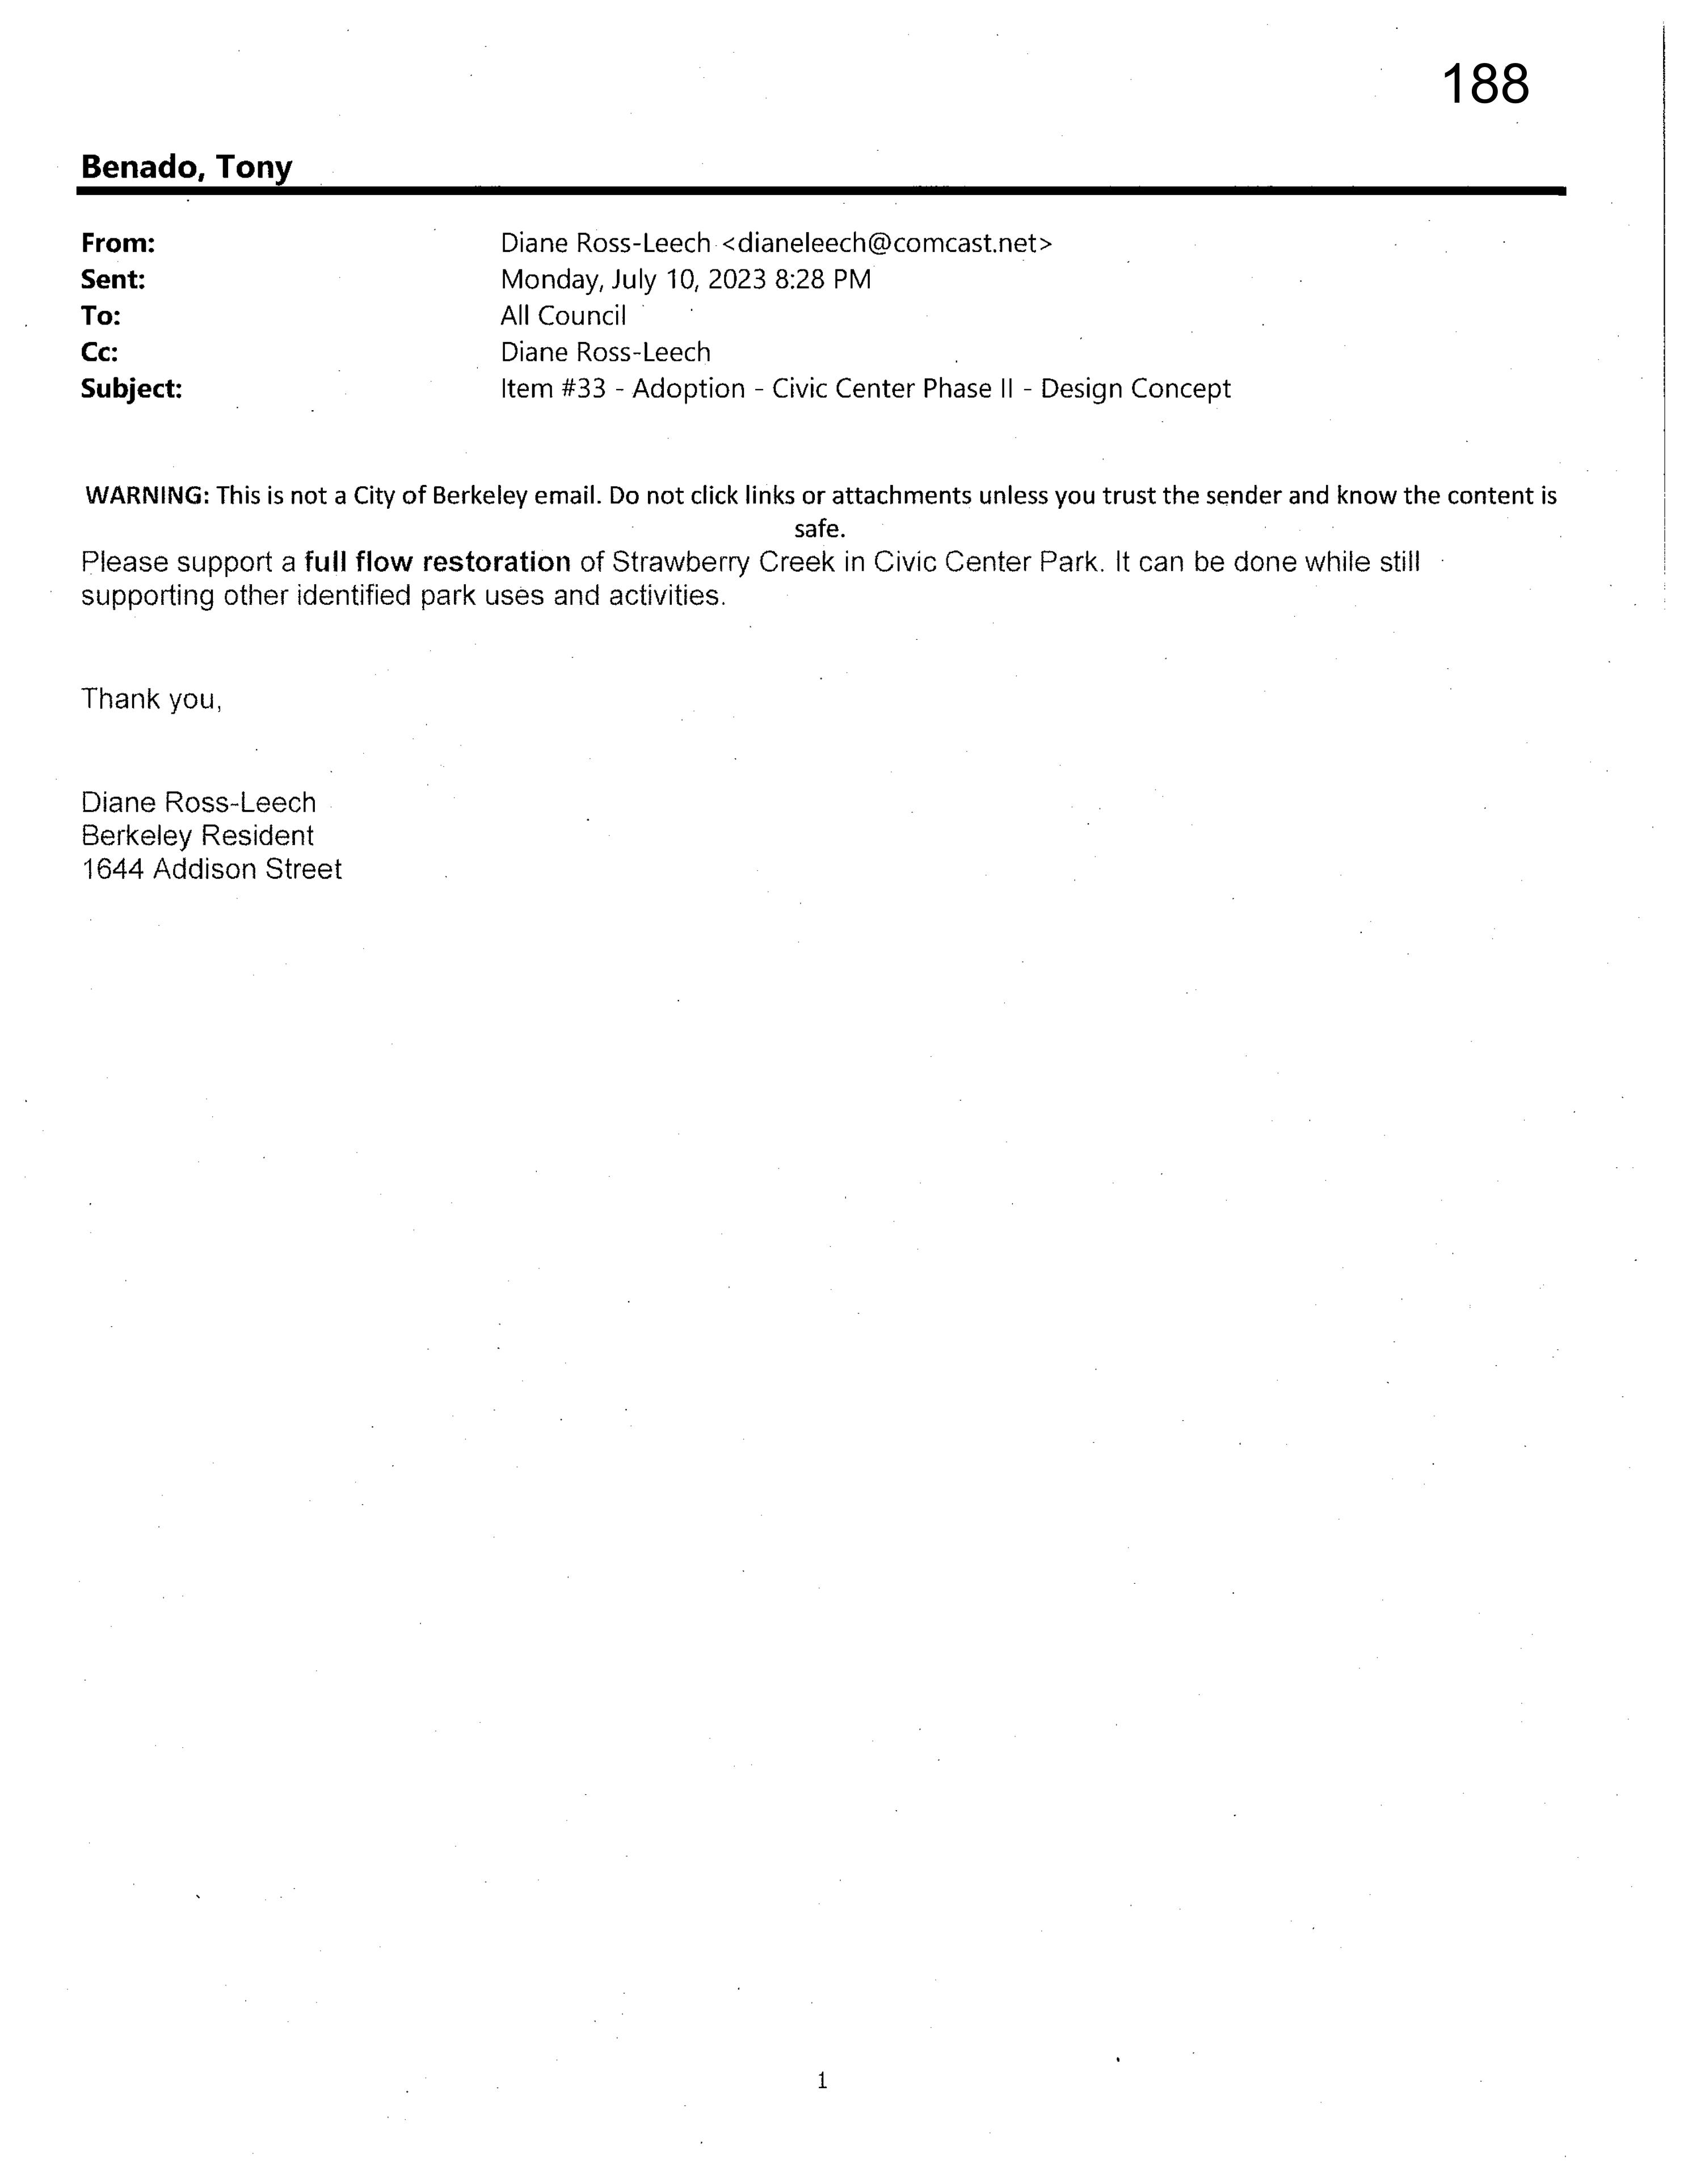 188
Benado, Tony
From: Diane Ross-Leech <dianeleech@comcast.net>
Sent: Monday, July 10, 2023 8:28 PM
To: All Council
Cc: Diane Ross-Leech
Subject: Item #33 - Adoption - Civic Center Phase II - Design Concept
WARNING: This is not a City of Berkeley email. Do not click links or attachments unless you trust the sender and know the content is
safe.
Please support a full flow restoration of Strawberry Creek in Civic Center Park. It can be done while still
supporting other identified park uses and activities.
Thank you,
Diane Ross-Leech
Berkeley Resident
1644 Addison Street
1